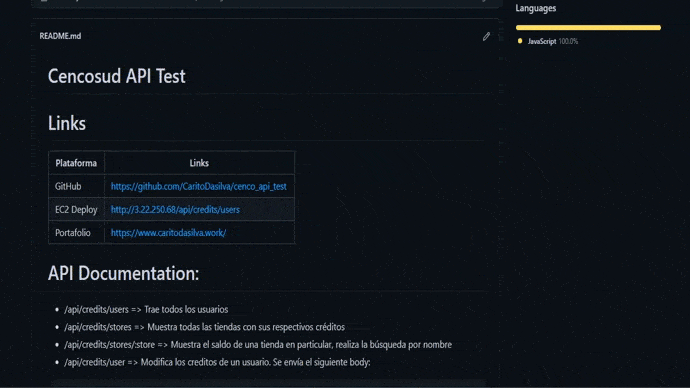 README.md
Cencosud API Test
Links
Plataforma Links
GitHub https://github.com/CaritoDasilva/cenco_api_test
EC2 Deploy http://3.22.250.68/api/credits/users
Portafolio https://www.caritodasilva.work/
API Documentation:
/api/credits/users => Trae todos los usuarios
/api/credits/stores => Muestra todas las tiendas con sus respectivos créditos
/api/credits/stores/:store => Muestra el saldo de una tienda en particular, realiza la búsqueda por nombre
/api/credits/user => Modifica los creditos de un usuario. Se envía el siguiente body:
Languages
JavaScript 100.0%